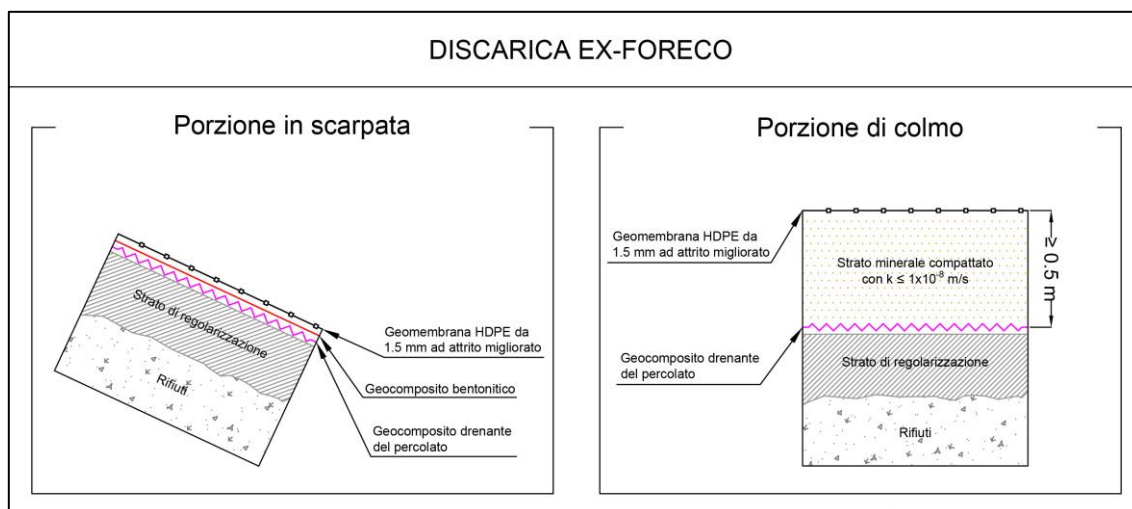 DISCARICA EX-FORECO
Porzione in scarpata
Strato di regolarizzazione
Rifiuti
Geomembrana HDPE da
1.5 mm ad attrito migliorato
Geocomposito bentonitico
Geocomposito drenante
del percolato
Porzione di colmo
Geomembrana HDPE da
1.5 mm ad attrito migliorato
Strato minerale compattato
con k ≤ 1x10⁻⁸ m/s
≥ 0.5 m
Geocomposito drenante
del percolato
Strato di regolarizzazione
Rifiuti